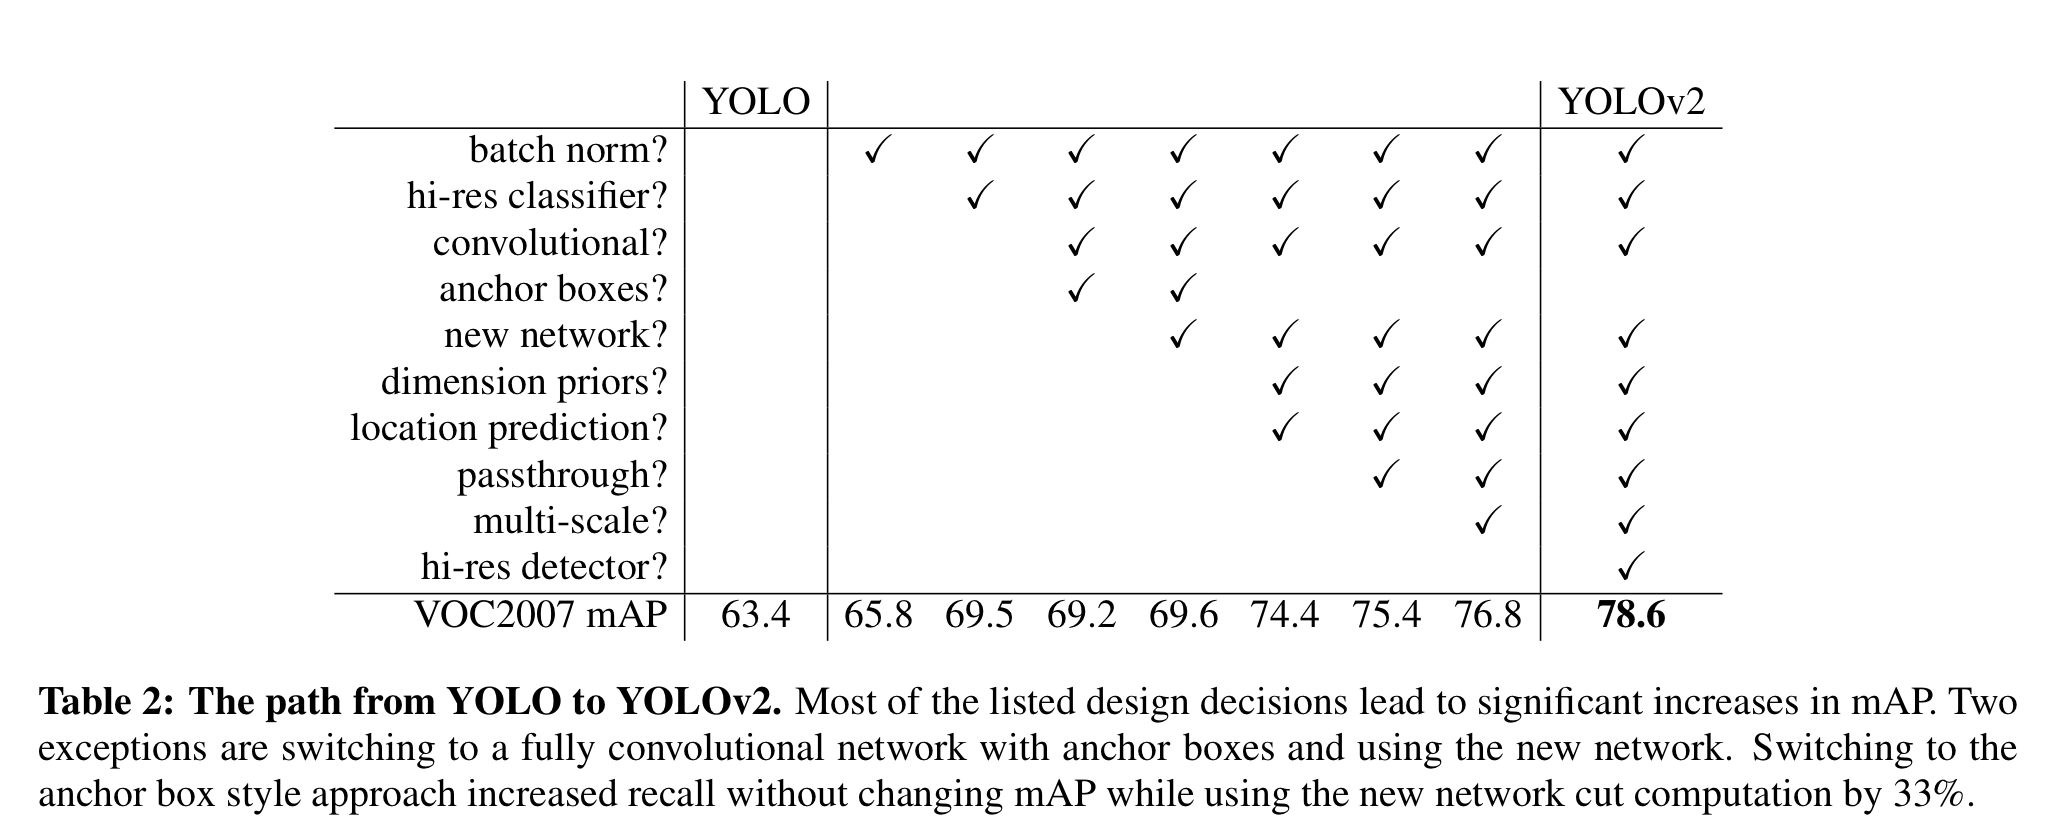 YOLO YOLOv2
batch norm? ✓ ✓ ✓ ✓ ✓ ✓ ✓ ✓
hi-res classifier? ✓ ✓ ✓ ✓ ✓ ✓ ✓
convolutional? ✓ ✓ ✓ ✓ ✓ ✓
anchor boxes? ✓ ✓
new network? ✓ ✓ ✓ ✓ ✓
dimension priors? ✓ ✓ ✓ ✓
location prediction? ✓ ✓ ✓ ✓
passthrough? ✓ ✓ ✓
multi-scale? ✓ ✓
hi-res detector? ✓
VOC2007 mAP 63.4 65.8 69.5 69.2 69.6 74.4 75.4 76.8 78.6
Table 2: The path from YOLO to YOLOv2. Most of the listed design decisions lead to significant increases in mAP. Two
exceptions are switching to a fully convolutional network with anchor boxes and using the new network. Switching to the
anchor box style approach increased recall without changing mAP while using the new network cut computation by 33%.